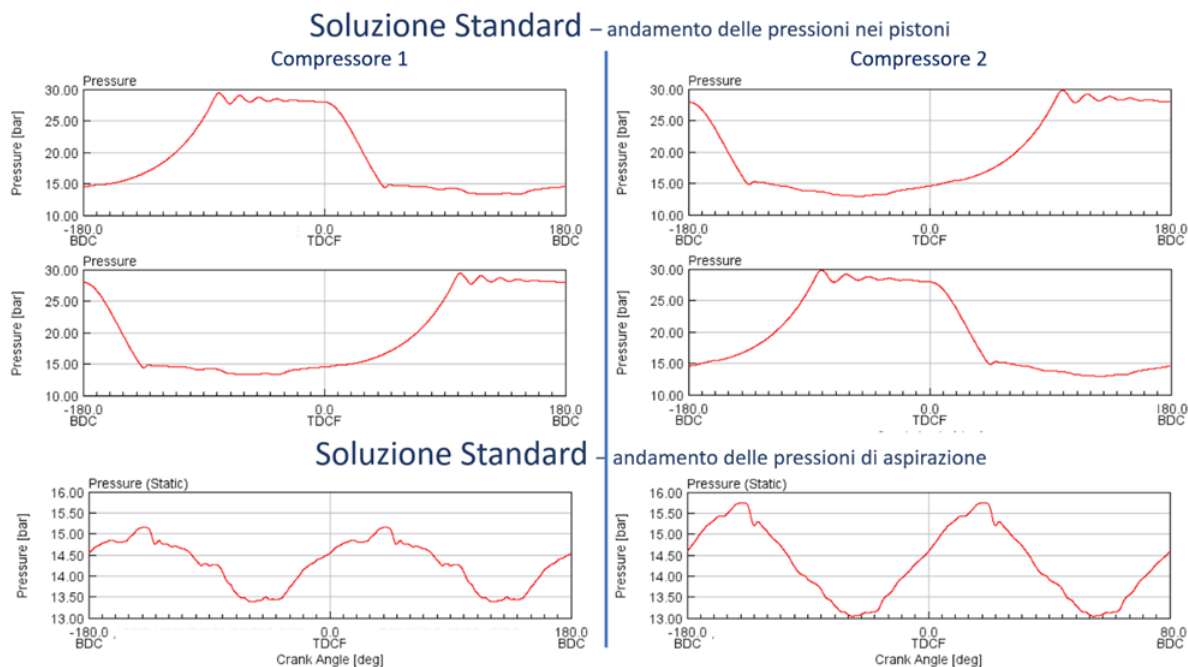 Soluzione Standard – andamento delle pressioni nei pistoni
Compressore 1
Compressore 2
Pressure
Pressure [bar]
30.00
25.00
20.00
15.00
10.00
-180.0
BDC
0.0
TDCF
180.0
BDC
Pressure
Pressure [bar]
30.00
25.00
20.00
15.00
10.00
-180.0
BDC
0.0
TDCF
180.0
BDC
Pressure
Pressure [bar]
30.00
25.00
20.00
15.00
10.00
-180.0
BDC
0.0
TDCF
180.0
BDC
Pressure
Pressure [bar]
30.00
25.00
20.00
15.00
10.00
-180.0
BDC
0.0
TDCF
180.0
BDC
Soluzione Standard – andamento delle pressioni di aspirazione
Pressure (Static)
Pressure [bar]
16.00
15.00
14.50
14.00
13.50
13.00
-180.0
BDC
0.0
TDCF
180.0
BDC
Crank Angle [deg]
Pressure (Static)
Pressure [bar]
16.00
15.50
15.00
14.50
14.00
13.50
13.00
-180.0
BDC
0.0
TDCF
80.0
BDC
Crank Angle [deg]